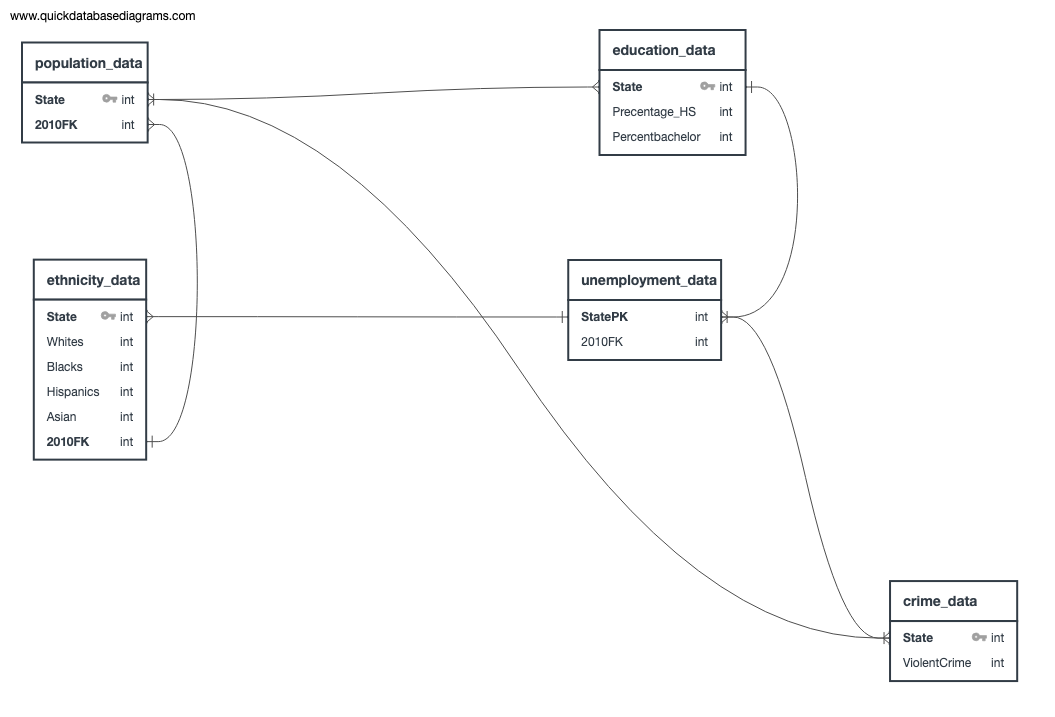 www.quickdatabasediagrams.com
population_data
State int
2010FK int
education_data
State int
Precentage_HS int
Percentbachelor int
ethnicity_data
State int
Whites int
Blacks int
Hispanics int
Asian int
2010FK int
unemployment_data
StatePK int
2010FK int
crime_data
State int
ViolentCrime int